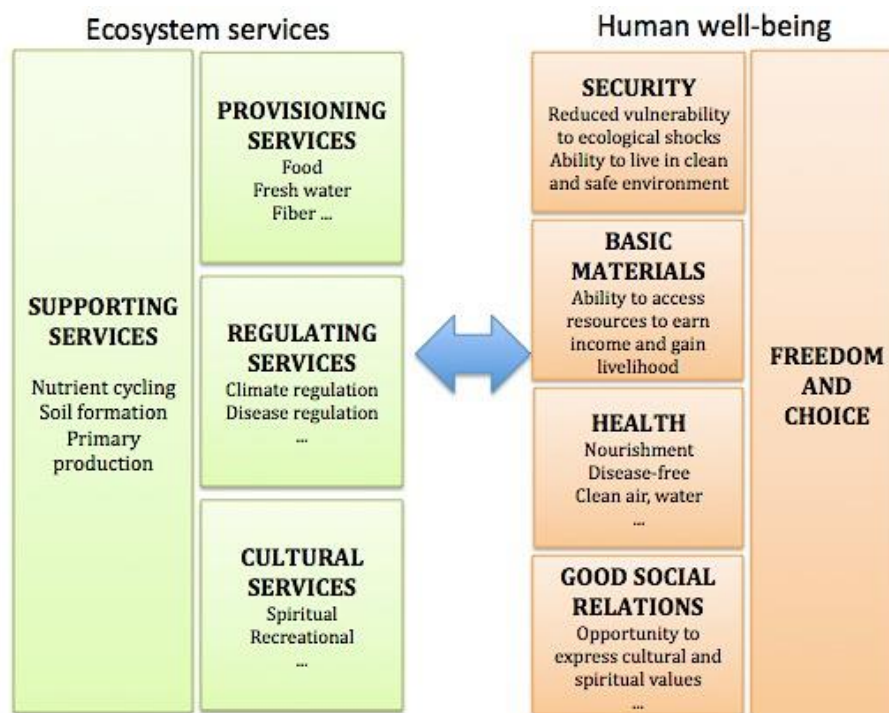 Ecosystem services
SUPPORTING
SERVICES
Nutrient cycling
Soil formation
Primary
production
PROVISIONING
SERVICES
Food
Fresh water
Fiber ...
REGULATING
SERVICES
Climate regulation
Disease regulation
...
CULTURAL
SERVICES
Spiritual
Recreational
...
Human well-being
SECURITY
Reduced vulnerability
to ecological shocks
Ability to live in clean
and safe environment
BASIC
MATERIALS
Ability to access
resources to earn
income and gain
livelihood
HEALTH
Nourishment
Disease-free
Clean air, water
...
GOOD SOCIAL
RELATIONS
Opportunity to
express cultural and
spiritual values
...
FREEDOM
AND
CHOICE